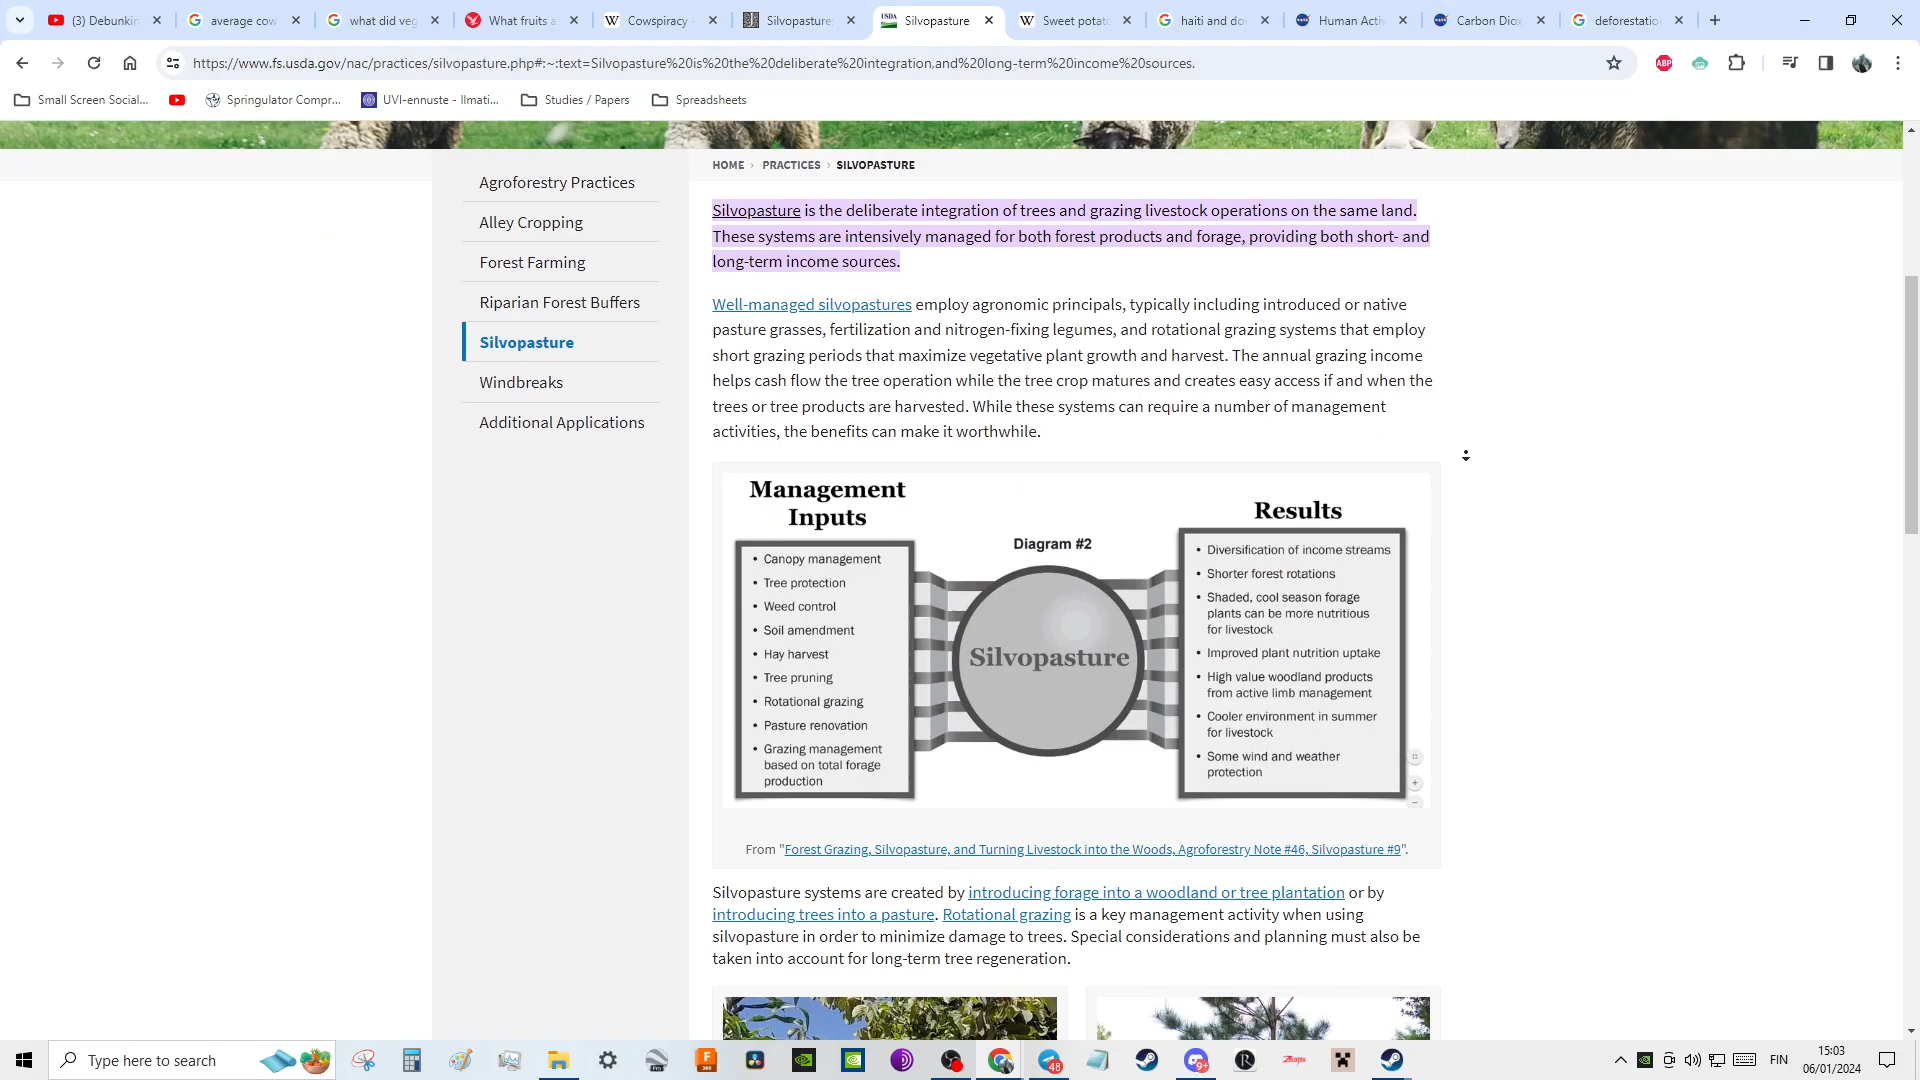 (3) Debunkin
average cow
what did veg
What fruits a
Cowspiracy -
Silvopasture:
Silvopasture
Sweet potato
haiti and do
Human Activ
Carbon Diox
deforestatio
https://www.fs.usda.gov/nac/practices/silvopasture.php#:~:text=Silvopasture%20is%20the%20deliberate%20integration,and%20long-term%20income%20sources.
ABP
Small Screen Social...
Springulator Compr...
UVI-ennuste - Ilmati...
Studies / Papers
Spreadsheets
HOME › PRACTICES › SILVOPASTURE
Agroforestry Practices
Alley Cropping
Forest Farming
Riparian Forest Buffers
Silvopasture
Windbreaks
Additional Applications
Silvopasture is the deliberate integration of trees and grazing livestock operations on the same land.
These systems are intensively managed for both forest products and forage, providing both short- and
long-term income sources.
Well-managed silvopastures employ agronomic principals, typically including introduced or native
pasture grasses, fertilization and nitrogen-fixing legumes, and rotational grazing systems that employ
short grazing periods that maximize vegetative plant growth and harvest. The annual grazing income
helps cash flow the tree operation while the tree crop matures and creates easy access if and when the
trees or tree products are harvested. While these systems can require a number of management
activities, the benefits can make it worthwhile.
Management
Inputs
• Canopy management
• Tree protection
• Weed control
• Soil amendment
• Hay harvest
• Tree pruning
• Rotational grazing
• Pasture renovation
• Grazing management
based on total forage
production
Diagram #2
Silvopasture
Results
• Diversification of income streams
• Shorter forest rotations
• Shaded, cool season forage
plants can be more nutritious
for livestock
• Improved plant nutrition uptake
• High value woodland products
from active limb management
• Cooler environment in summer
for livestock
• Some wind and weather
protection
From "Forest Grazing, Silvopasture, and Turning Livestock into the Woods, Agroforestry Note #46, Silvopasture #9".
Silvopasture systems are created by introducing forage into a woodland or tree plantation or by
introducing trees into a pasture. Rotational grazing is a key management activity when using
silvopasture in order to minimize damage to trees. Special considerations and planning must also be
taken into account for long-term tree regeneration.
Type here to search
48
9+
FIN
15:03
06/01/2024